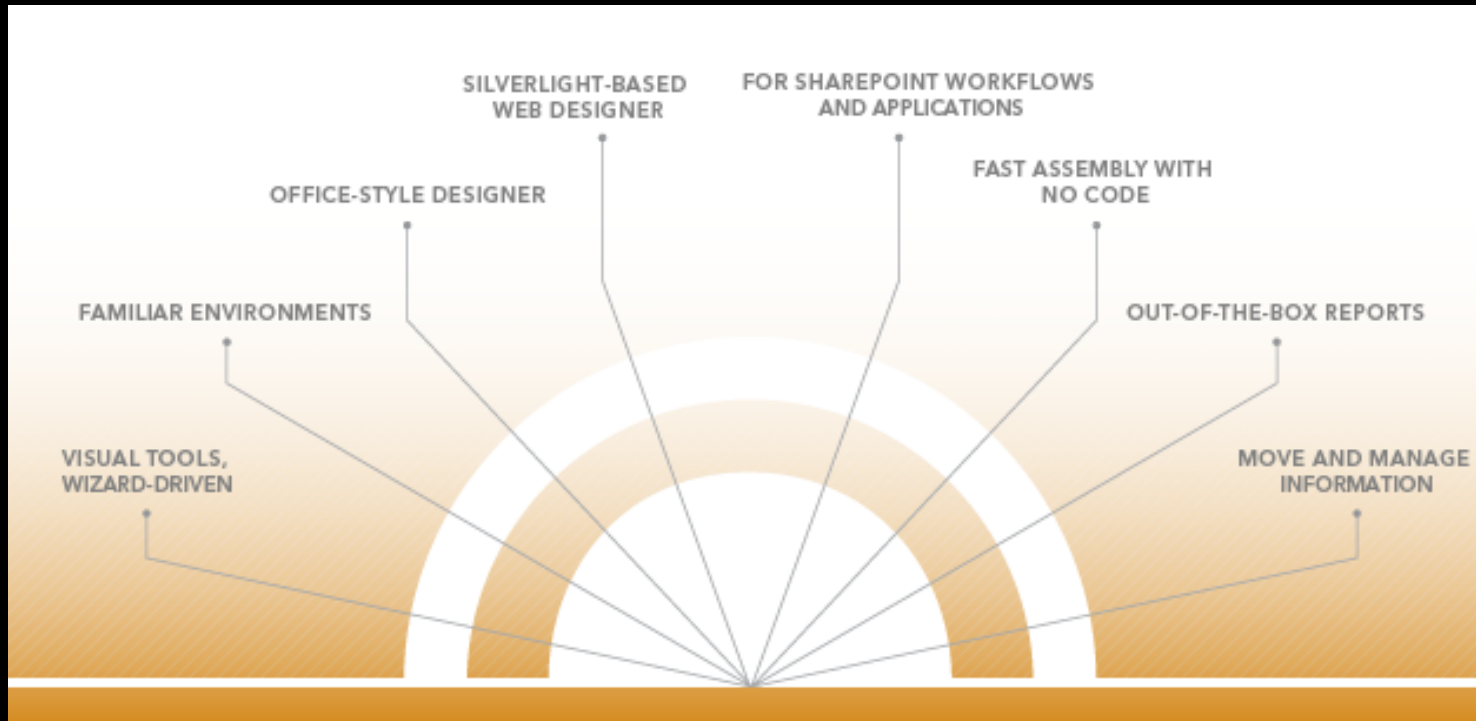 SILVERLIGHT-BASED
WEB DESIGNER
FOR SHAREPOINT WORKFLOWS
AND APPLICATIONS
OFFICE-STYLE DESIGNER
FAST ASSEMBLY WITH
NO CODE
FAMILIAR ENVIRONMENTS
OUT-OF-THE-BOX REPORTS
VISUAL TOOLS,
WIZARD-DRIVEN
MOVE AND MANAGE
INFORMATION